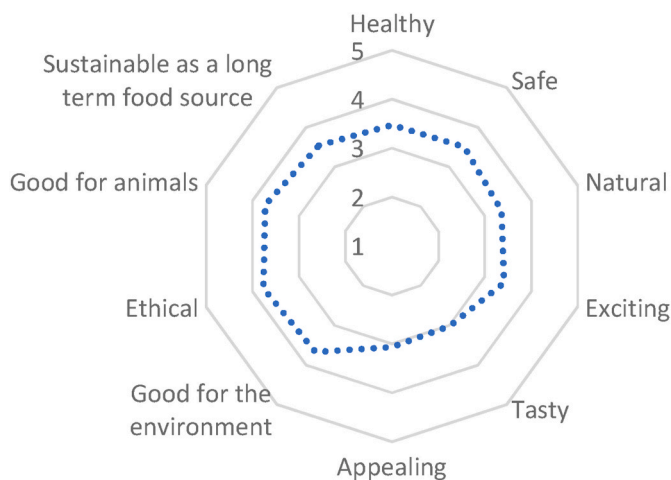 Healthy
5
Safe
Sustainable as a long
term food source
4
3
Good for animals
Natural
2
1
Ethical
Exciting
Good for the
environment
Tasty
Appealing